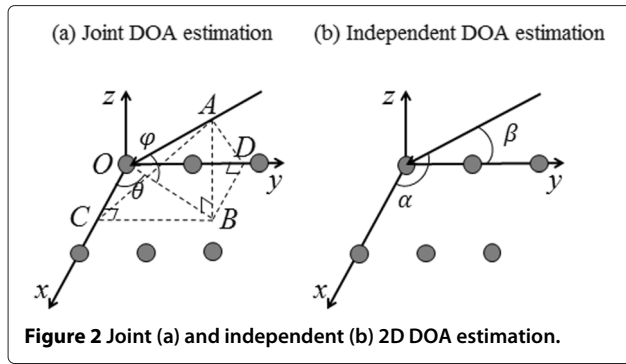 (a) Joint DOA estimation
(b) Independent DOA estimation
z
A
φ
O
D
y
θ
C
B
x
z
β
y
α
x
Figure 2 Joint (a) and independent (b) 2D DOA estimation.